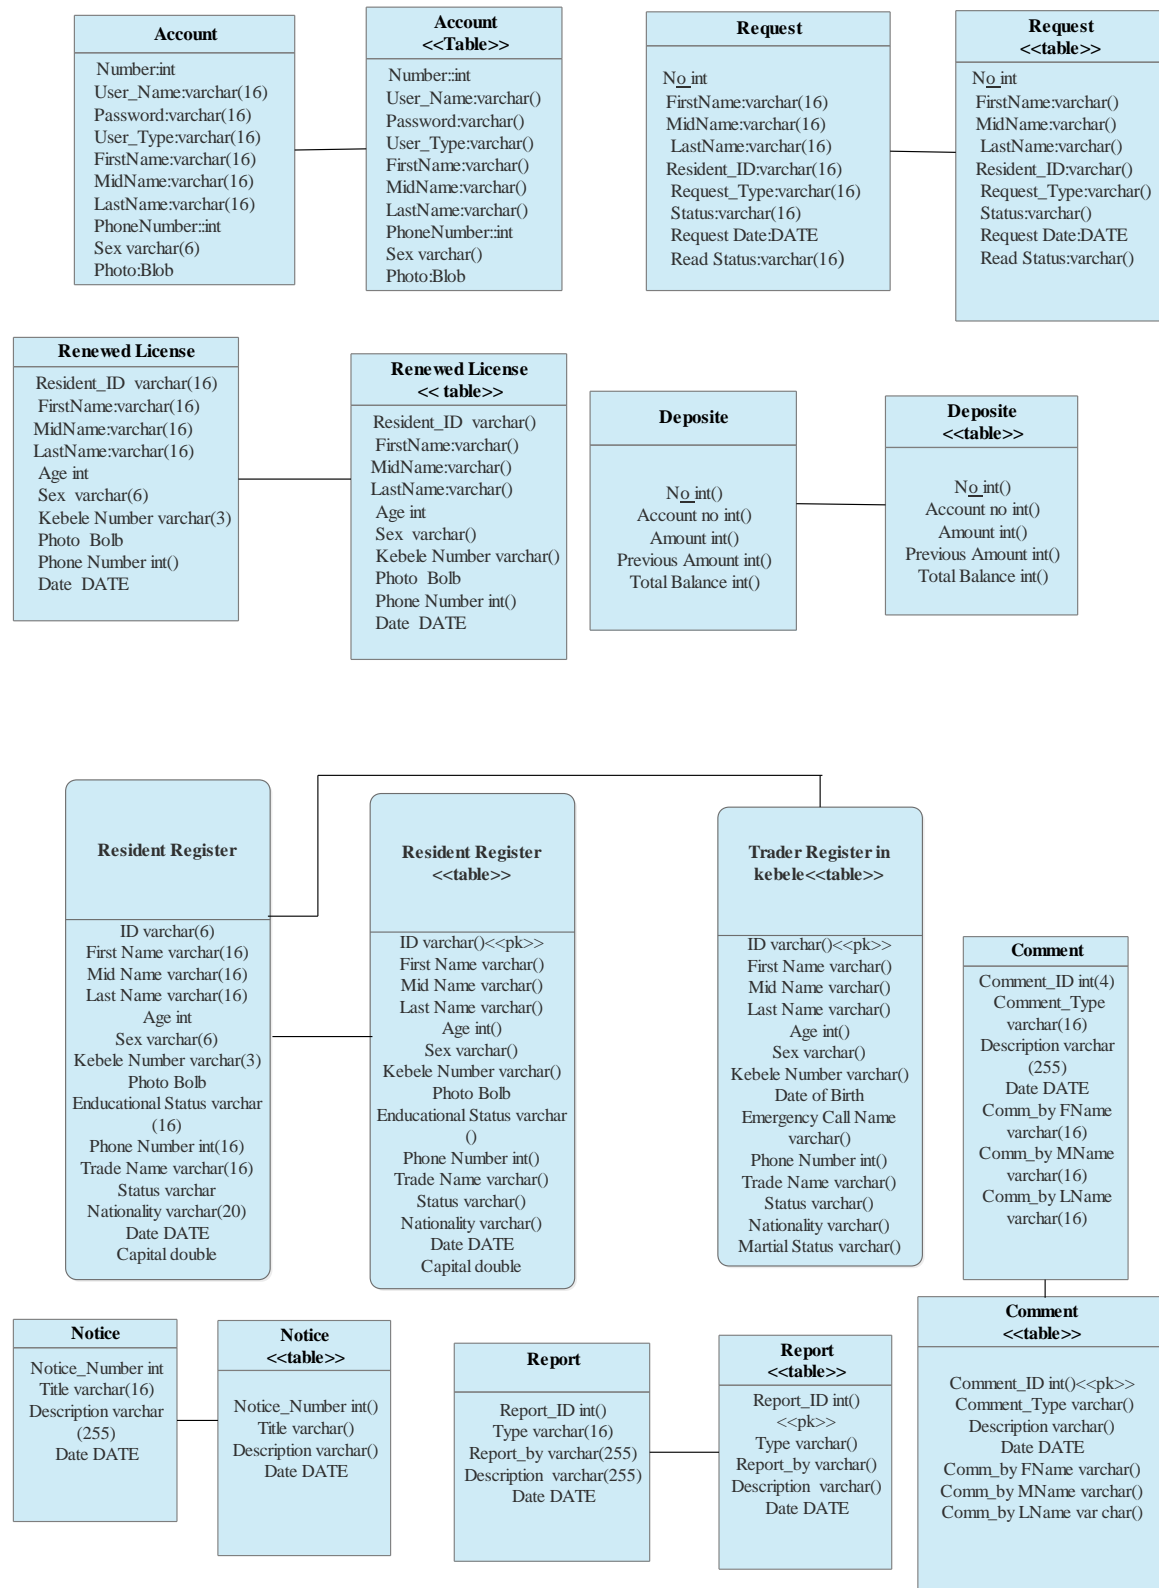 Account
Number:int
User_Name:varchar(16)
Password:varchar(16)
User_Type:varchar(16)
FirstName:varchar(16)
MidName:varchar(16)
LastName:varchar(16)
PhoneNumber::int
Sex varchar(6)
Photo:Blob
Account
<<Table>>
Number::int
User_Name:varchar()
Password:varchar()
User_Type:varchar()
FirstName:varchar()
MidName:varchar()
LastName:varchar()
PhoneNumber::int
Sex varchar()
Photo:Blob
Request
No int
FirstName:varchar(16)
MidName:varchar(16)
LastName:varchar(16)
Resident_ID:varchar(16)
Request_Type:varchar(16)
Status:varchar(16)
Request Date:DATE
Read Status:varchar(16)
Request
<<table>>
No int
FirstName:varchar()
MidName:varchar()
LastName:varchar()
Resident_ID:varchar()
Request_Type:varchar()
Status:varchar()
Request Date:DATE
Read Status:varchar()
Renewed License
Resident_ID varchar(16)
FirstName:varchar(16)
MidName:varchar(16)
LastName:varchar(16)
Age int
Sex varchar(6)
Kebele Number varchar(3)
Photo Bolb
Phone Number int()
Date DATE
Renewed License
<< table>>
Resident_ID varchar()
FirstName:varchar()
MidName:varchar()
LastName:varchar()
Age int
Sex varchar()
Kebele Number varchar()
Photo Bolb
Phone Number int()
Date DATE
Deposite
No int()
Account no int()
Amount int()
Previous Amount int()
Total Balance int()
Deposite
<<table>>
No int()
Account no int()
Amount int()
Previous Amount int()
Total Balance int()
Resident Register
ID varchar(6)
First Name varchar(16)
Mid Name varchar(16)
Last Name varchar(16)
Age int
Sex varchar(6)
Kebele Number varchar(3)
Photo Bolb
Enducational Status varchar
(16)
Phone Number int(16)
Trade Name varchar(16)
Status varchar
Nationality varchar(20)
Date DATE
Capital double
Resident Register
<<table>>
ID varchar()<<pk>>
First Name varchar()
Mid Name varchar()
Last Name varchar()
Age int()
Sex varchar()
Kebele Number varchar()
Photo Bolb
Enducational Status varchar
()
Phone Number int()
Trade Name varchar()
Status varchar()
Nationality varchar()
Date DATE
Capital double
Trader Register in
kebele<<table>>
ID varchar()<<pk>>
First Name varchar()
Mid Name varchar()
Last Name varchar()
Age int()
Sex varchar()
Kebele Number varchar()
Date of Birth
Emergency Call Name
varchar()
Phone Number int()
Trade Name varchar()
Status varchar()
Nationality varchar()
Martial Status varchar()
Comment
Comment_ID int(4)
Comment_Type
varchar(16)
Description varchar
(255)
Date DATE
Comm_by FName
varchar(16)
Comm_by MName
varchar(16)
Comm_by LName
varchar(16)
Notice
Notice_Number int
Title varchar(16)
Description varchar
(255)
Date DATE
Notice
<<table>>
Notice_Number int()
Title varchar()
Description varchar()
Date DATE
Report
Report_ID int()
Type varchar(16)
Report_by varchar(255)
Description varchar(255)
Date DATE
Report
<<table>>
Report_ID int()
<<pk>>
Type varchar()
Report_by varchar()
Description varchar()
Date DATE
Comment
<<table>>
Comment_ID int()<<pk>>
Comment_Type varchar()
Description varchar()
Date DATE
Comm_by FName varchar()
Comm_by MName varchar()
Comm_by LName var char()